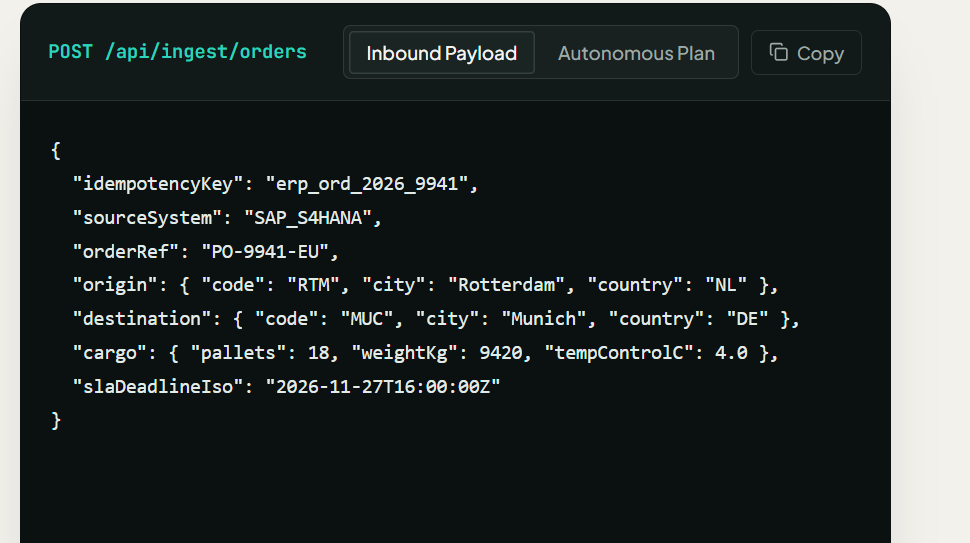 POST /api/ingest/orders
Inbound Payload
Autonomous Plan
Copy
{
  "idempotencyKey": "erp_ord_2026_9941",
  "sourceSystem": "SAP_S4HANA",
  "orderRef": "PO-9941-EU",
  "origin": { "code": "RTM", "city": "Rotterdam", "country": "NL" },
  "destination": { "code": "MUC", "city": "Munich", "country": "DE" },
  "cargo": { "pallets": 18, "weightKg": 9420, "tempControlC": 4.0 },
  "slaDeadlineIso": "2026-11-27T16:00:00Z"
}